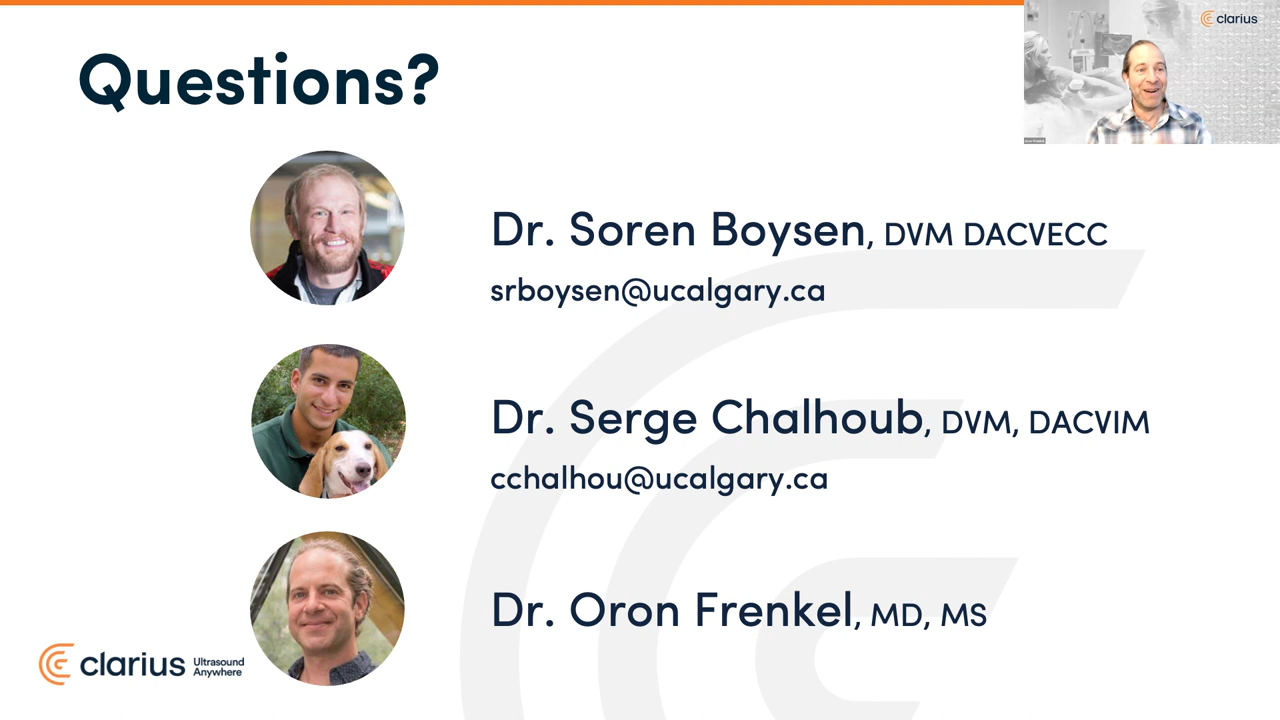 Questions?
clarius
Dr. Soren Boysen, DVM DACVECC
srboysen@ucalgary.ca
Dr. Serge Chalhoub, DVM, DACVIM
cchalhou@ucalgary.ca
Dr. Oron Frenkel, MD, MS
clarius Ultrasound
Anywhere